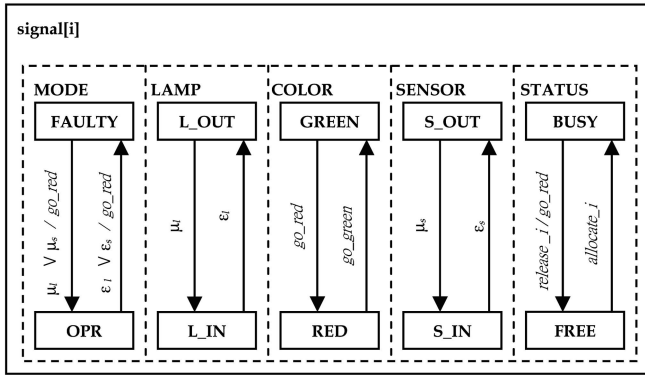 signal[i]
MODE LAMP COLOR SENSOR STATUS
FAULTY L_OUT GREEN S_OUT BUSY
μl ∨ μs / go_red
εl ∨ εs / go_red
μl
εl
go_red
go_green
μs
εs
release_i/go_red
allocate_i
OPR L_IN RED S_IN FREE